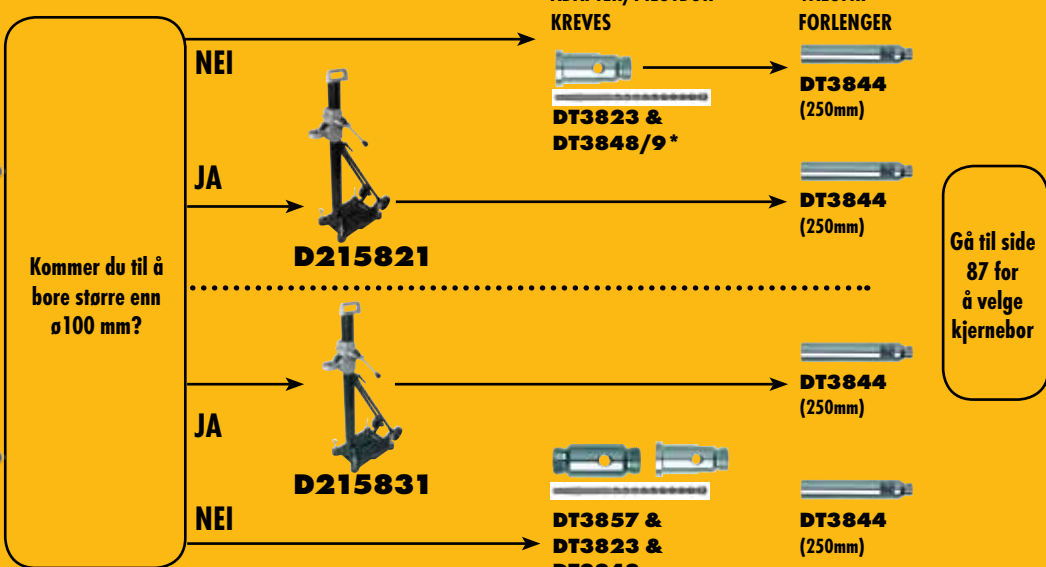 KREVES
FORLENGER
NEI
DT3844
(250mm)
DT3823 &
DT3848/9*
JA
DT3844
(250mm)
D215821
Kommer du til å
bore større enn
ø100 mm?
Gå til side
87 for
å velge
kjernebor
DT3844
(250mm)
JA
D215831
NEI
DT3857 &
DT3823 &
DT3844
(250mm)